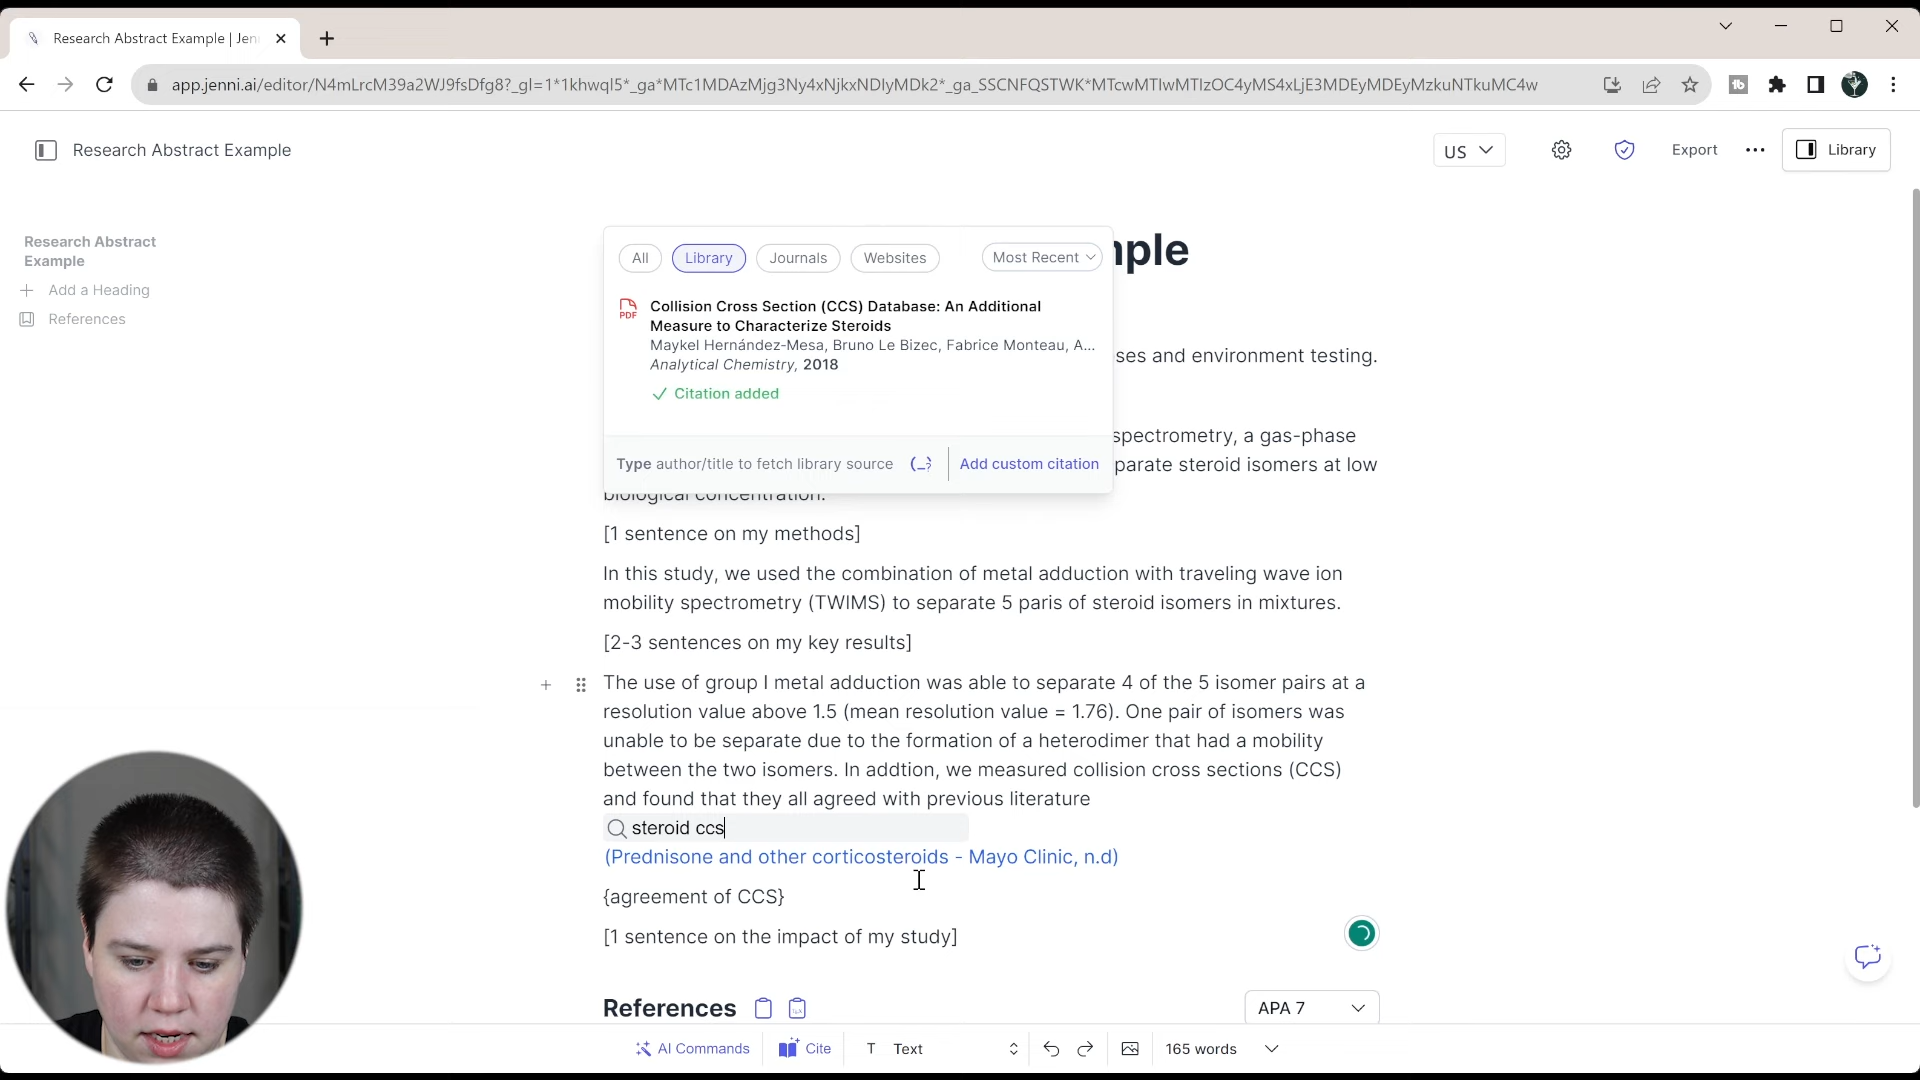 Research Abstract Example | Jen
app.jenni.ai/editor/N4mLrcM39a2WJ9fsDfg8?_gl=1*1khwql5*_ga*MTc1MDAzMjg3Ny4xNjkxNDIyMDk2*_ga_SSCNFQSTWK*MTcwMTIwMTIzOC4yMS4xLjE3MDEyMDEyMzkuNTkuMC4w
Research Abstract Example
US
Export
Library
Research Abstract
Example
Add a Heading
References
mple
All
Library
Journals
Websites
Most Recent
PDF
Collision Cross Section (CCS) Database: An Additional
Measure to Characterize Steroids
Maykel Hernández-Mesa, Bruno Le Bizec, Fabrice Monteau, A...
Analytical Chemistry, 2018
Citation added
Type author/title to fetch library source
Add custom citation
ses and environment testing.
spectrometry, a gas-phase
parate steroid isomers at low
biological concentration.
[1 sentence on my methods]
In this study, we used the combination of metal adduction with traveling wave ion
mobility spectrometry (TWIMS) to separate 5 paris of steroid isomers in mixtures.
[2-3 sentences on my key results]
The use of group I metal adduction was able to separate 4 of the 5 isomer pairs at a
resolution value above 1.5 (mean resolution value = 1.76). One pair of isomers was
unable to be separate due to the formation of a heterodimer that had a mobility
between the two isomers. In addtion, we measured collision cross sections (CCS)
and found that they all agreed with previous literature
steroid ccs
(Prednisone and other corticosteroids - Mayo Clinic, n.d)
{agreement of CCS}
[1 sentence on the impact of my study]
References
APA 7
AI Commands
Cite
T Text
165 words